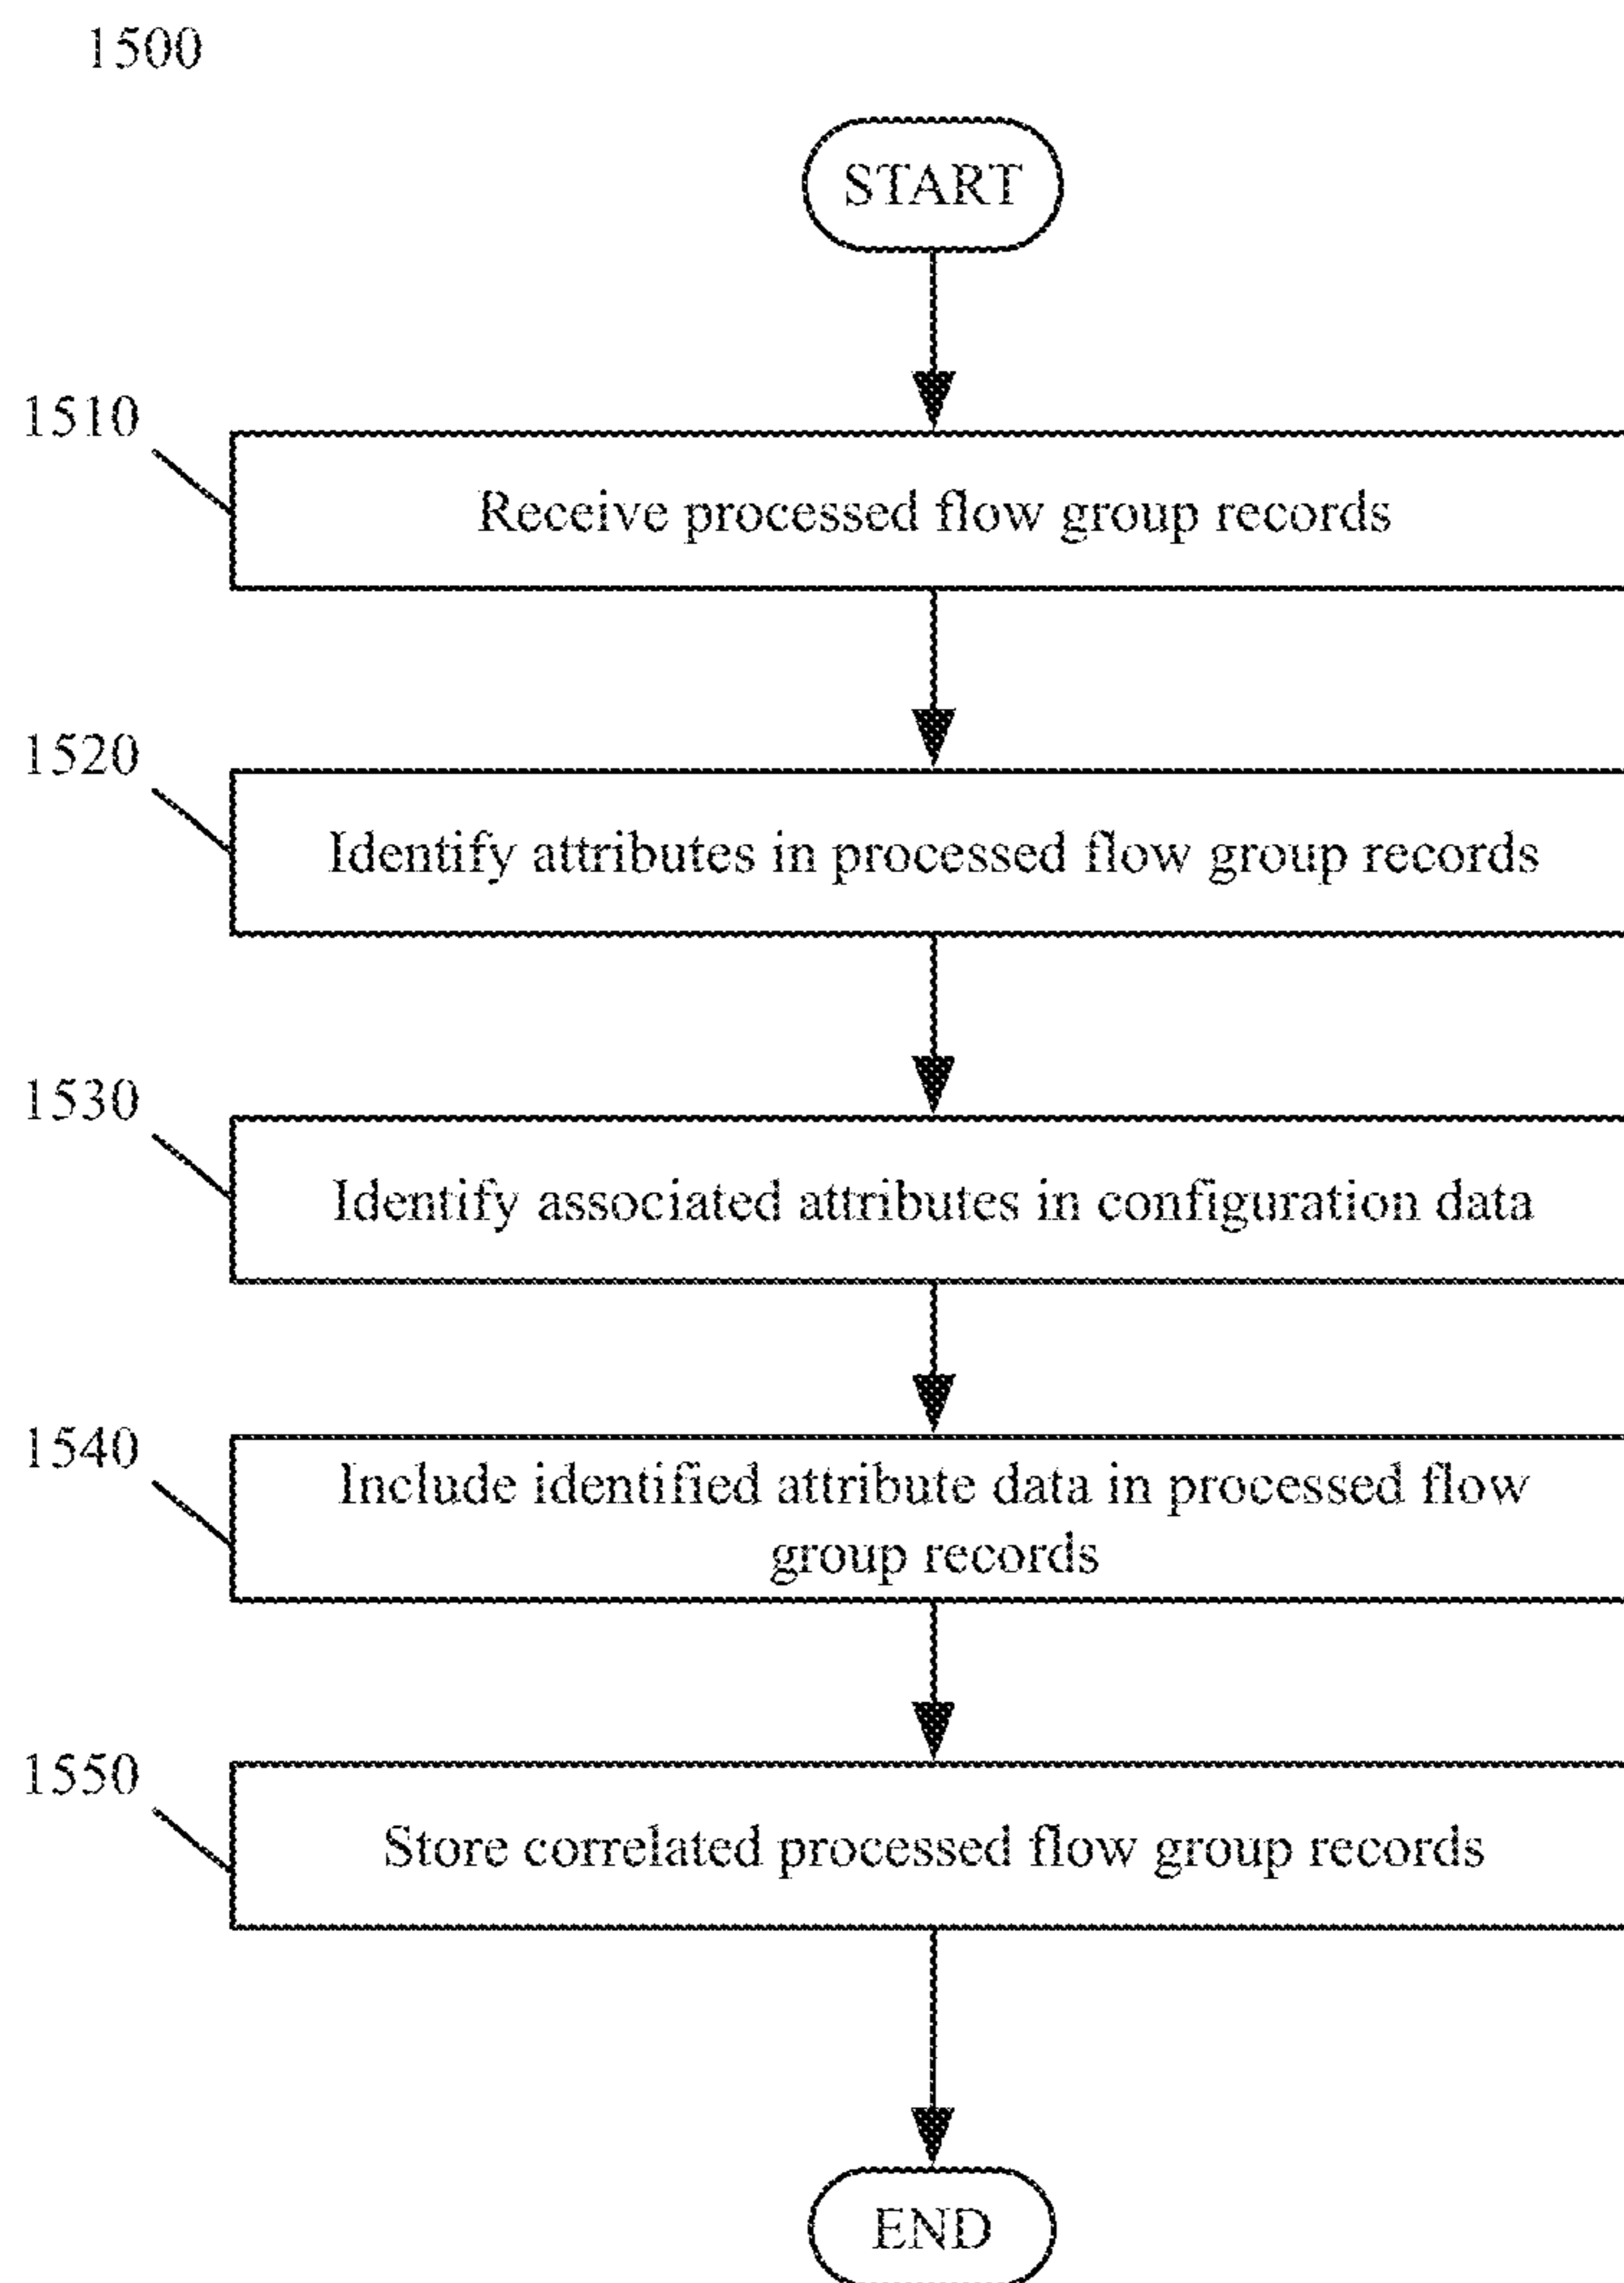 1500
START
1510
Receive processed flow group records
1520
Identify attributes in processed flow group records
1530
Identify associated attributes in configuration data
1540
Include identified attribute data in processed flow
group records
1550
Store correlated processed flow group records
END